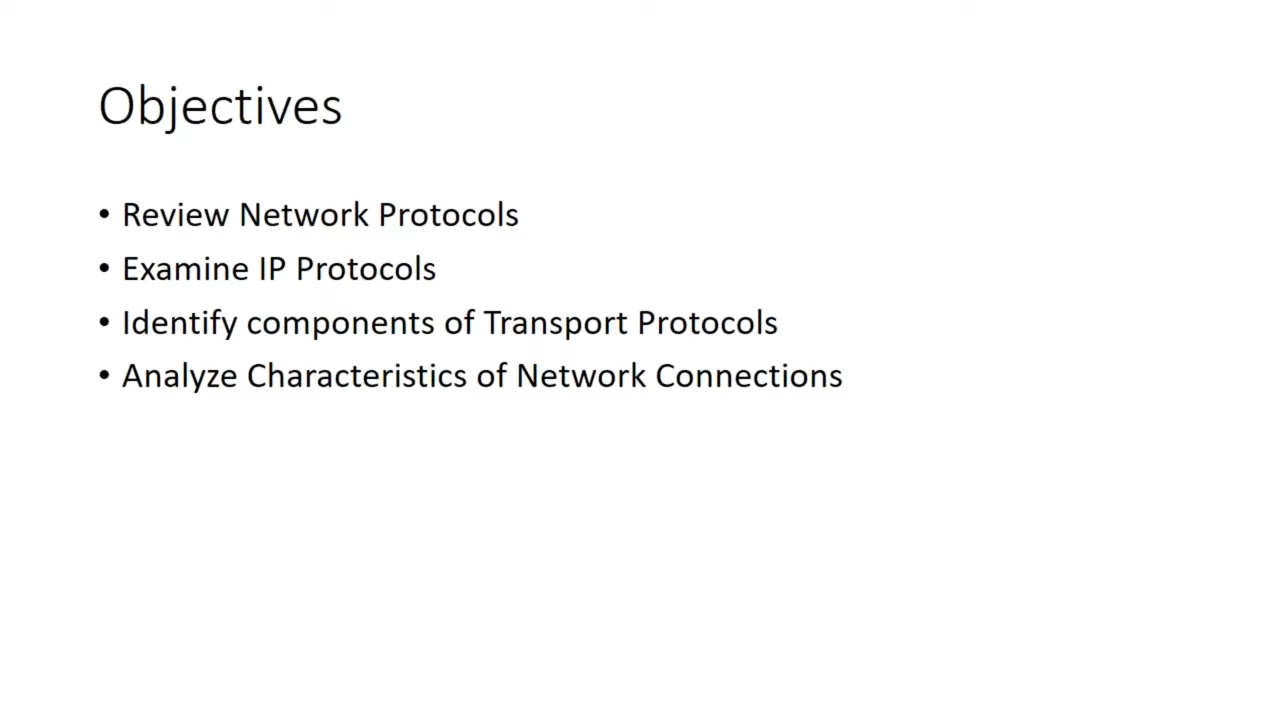 Objectives
• Review Network Protocols
• Examine IP Protocols
• Identify components of Transport Protocols
• Analyze Characteristics of Network Connections